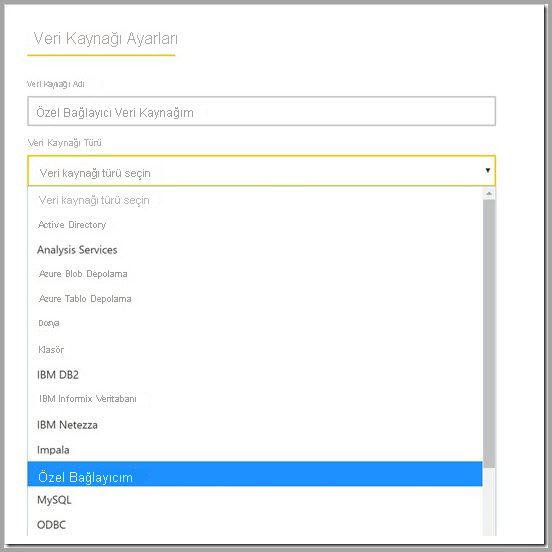 Veri Kaynağı Ayarları
Veri Kaynağı Adı
Özel Bağlayıcı Veri Kaynağım
Veri Kaynağı Türü
Veri kaynağı türü seçin
Veri kaynağı türü seçin
Active Directory
Analysis Services
Azure Blob Depolama
Azure Tablo Depolama
Dosya
Klasör
IBM DB2
IBM Informix Veritabanı
IBM Netezza
Impala
Özel Bağlayıcım
MySQL
ODBC